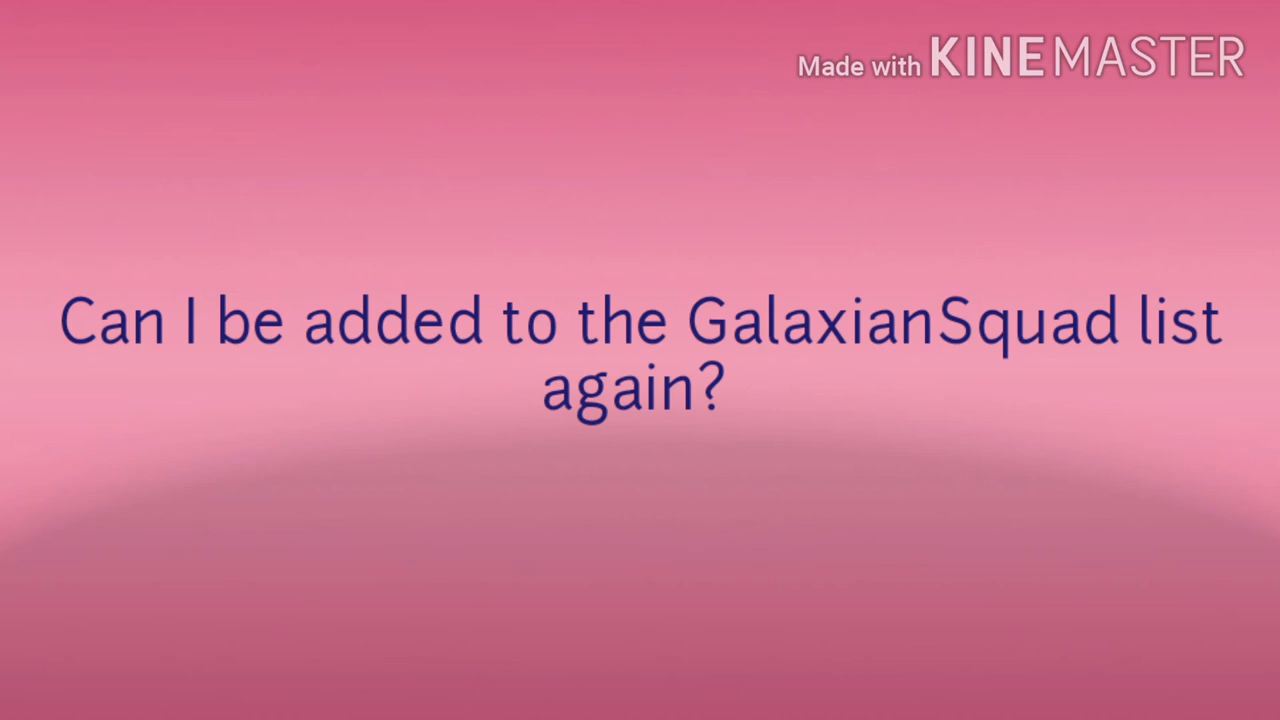 Made with KINEMASTER
Can I be added to the GalaxianSquad list
again?